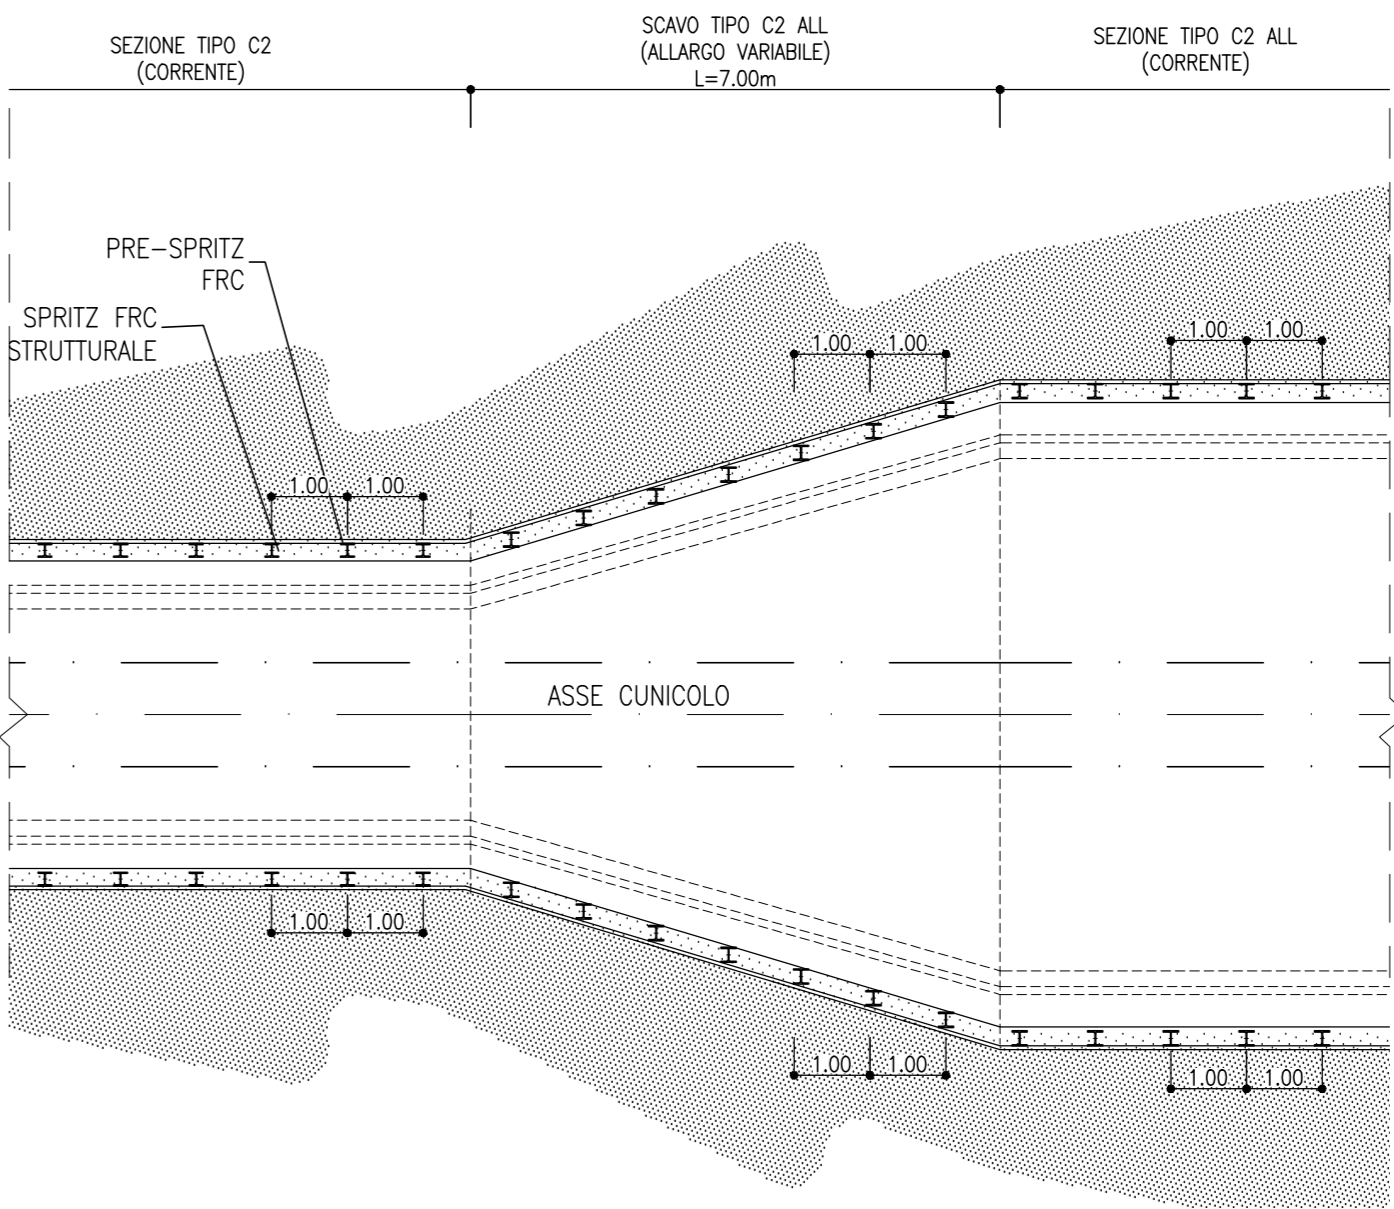 SEZIONE TIPO C2
(CORRENTE)
SCAVO TIPO C2 ALL
(ALLARGO VARIABILE)
L=7.00m
SEZIONE TIPO C2 ALL
(CORRENTE)
PRE-SPRITZ
FRC
SPRITZ FRC
STRUTTURALE
1.00 1.00
1.00 1.00
1.00 1.00
ASSE CUNICOLO
1.00 1.00
1.00 1.00
1.00 1.00